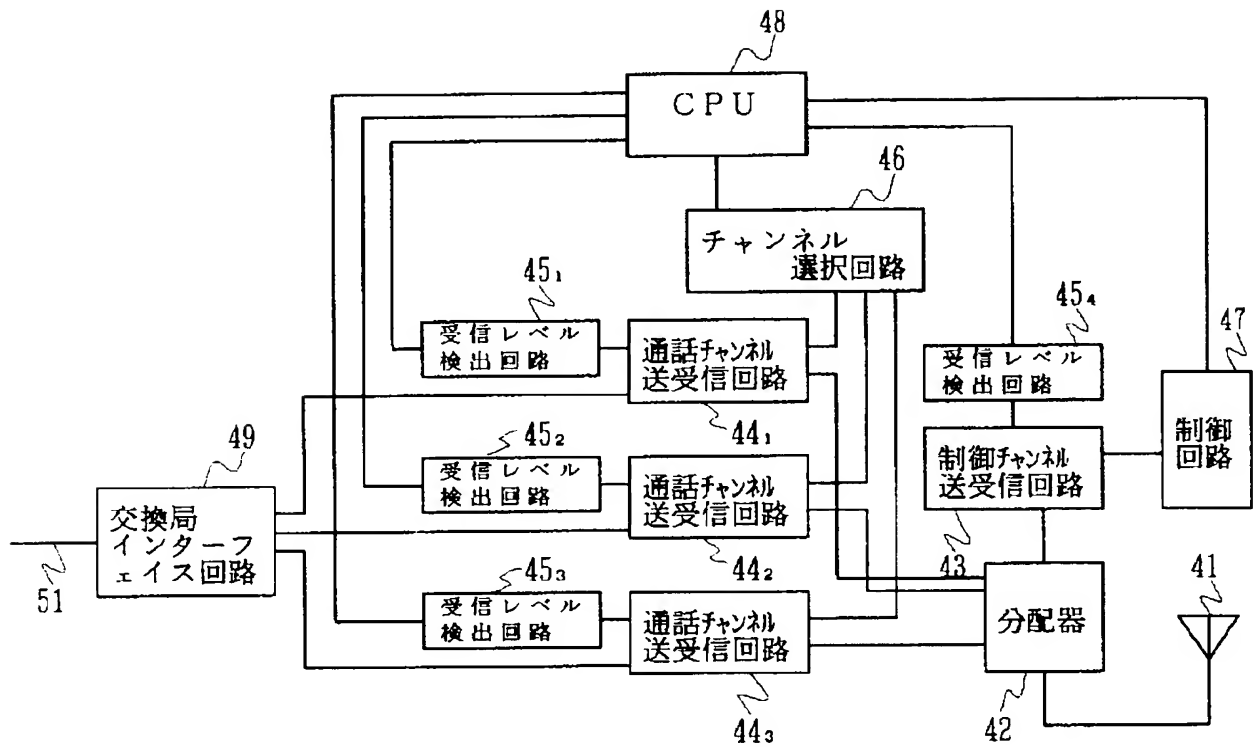 48
CPU
46
チャンネル
選択回路
45₁
受信レベル
検出回路
通話チャンネル
送受信回路
44₁
45₄
受信レベル
検出回路
47
制御
回路
49
交換局
インターフ
ェイス回路
51
45₂
受信レベル
検出回路
通話チャンネル
送受信回路
44₂
制御チャンネル
送受信回路
43
45₃
受信レベル
検出回路
通話チャンネル
送受信回路
44₃
分配器
42
41